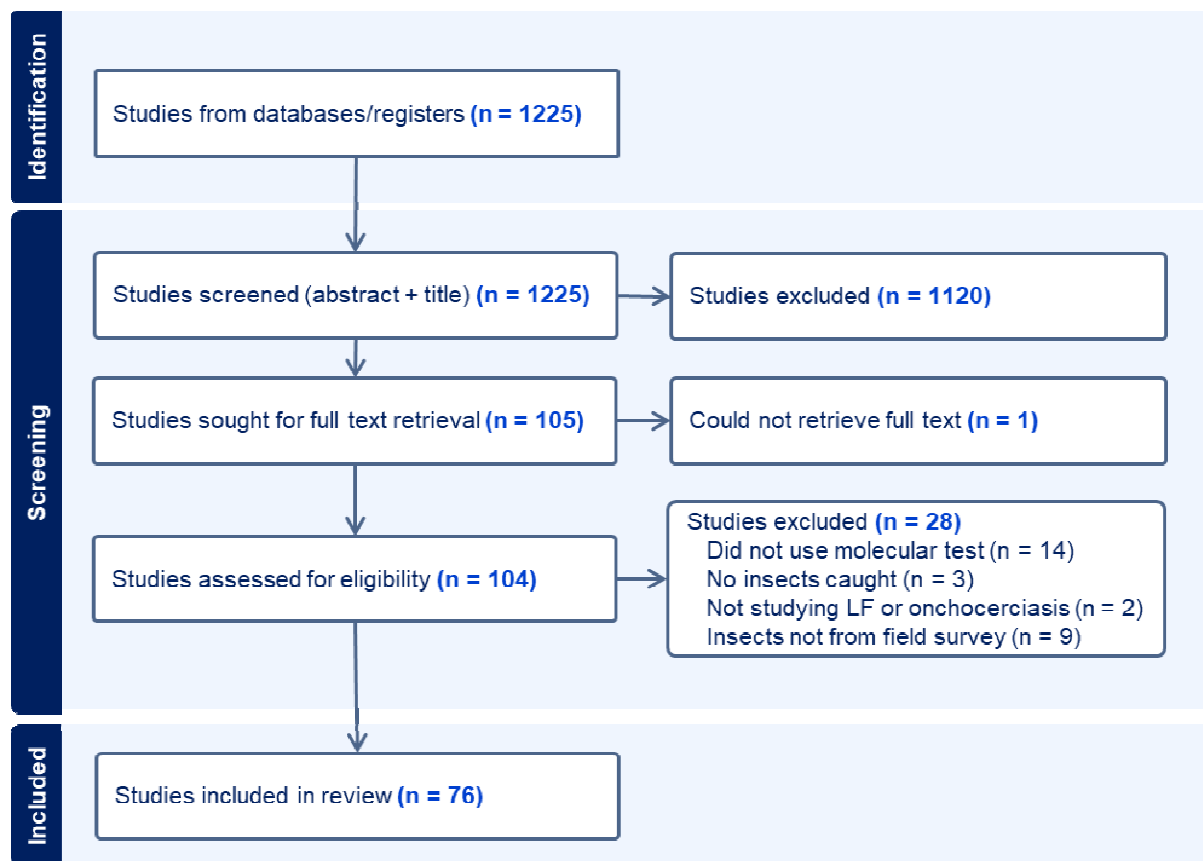 Identification
Studies from databases/registers (n = 1225)
Screening
Studies screened (abstract + title) (n = 1225)
Studies excluded (n = 1120)
Studies sought for full text retrieval (n = 105)
Could not retrieve full text (n = 1)
Studies assessed for eligibility (n = 104)
Studies excluded (n = 28)
Did not use molecular test (n = 14)
No insects caught (n = 3)
Not studying LF or onchocerciasis (n = 2)
Insects not from field survey (n = 9)
Included
Studies included in review (n = 76)